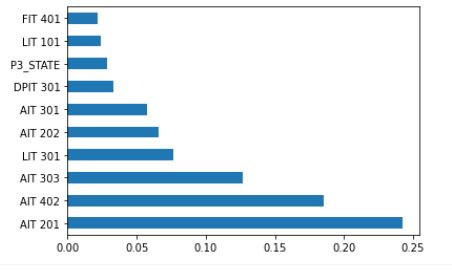 FIT 401
LIT 101
P3_STATE
DPIT 301
AIT 301
AIT 202
LIT 301
AIT 303
AIT 402
AIT 201
0.00 0.05 0.10 0.15 0.20 0.25